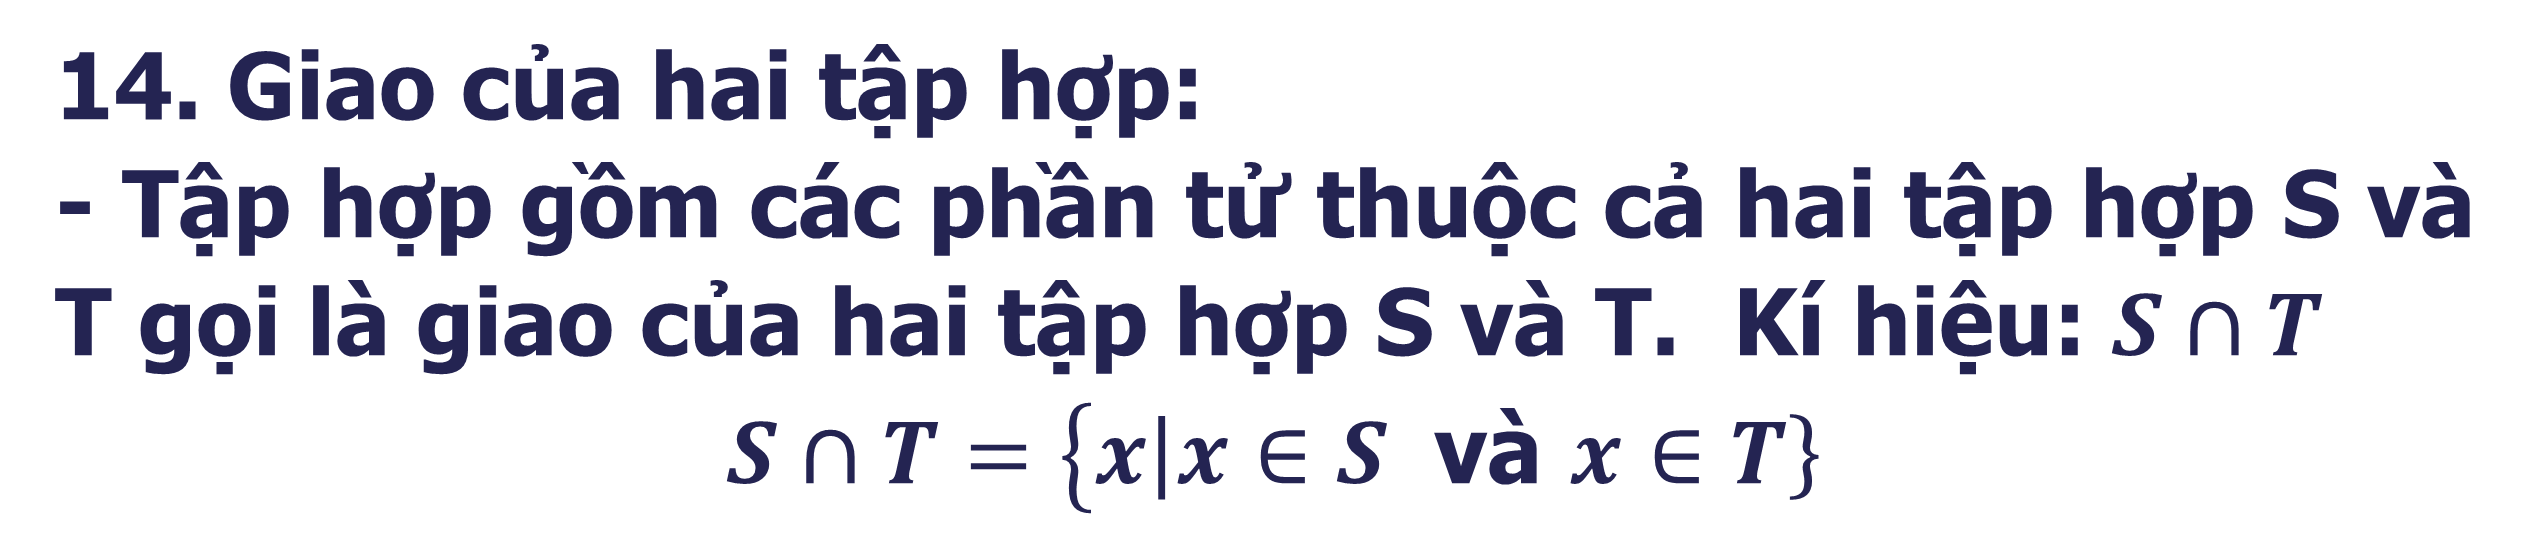 14. Giao của hai tập hợp:
- Tập hợp gồm các phần tử thuộc cả hai tập hợp S và
T gọi là giao của hai tập hợp S và T. Kí hiệu: S ∩ T
S ∩ T = {x|x ∈ S và x ∈ T}